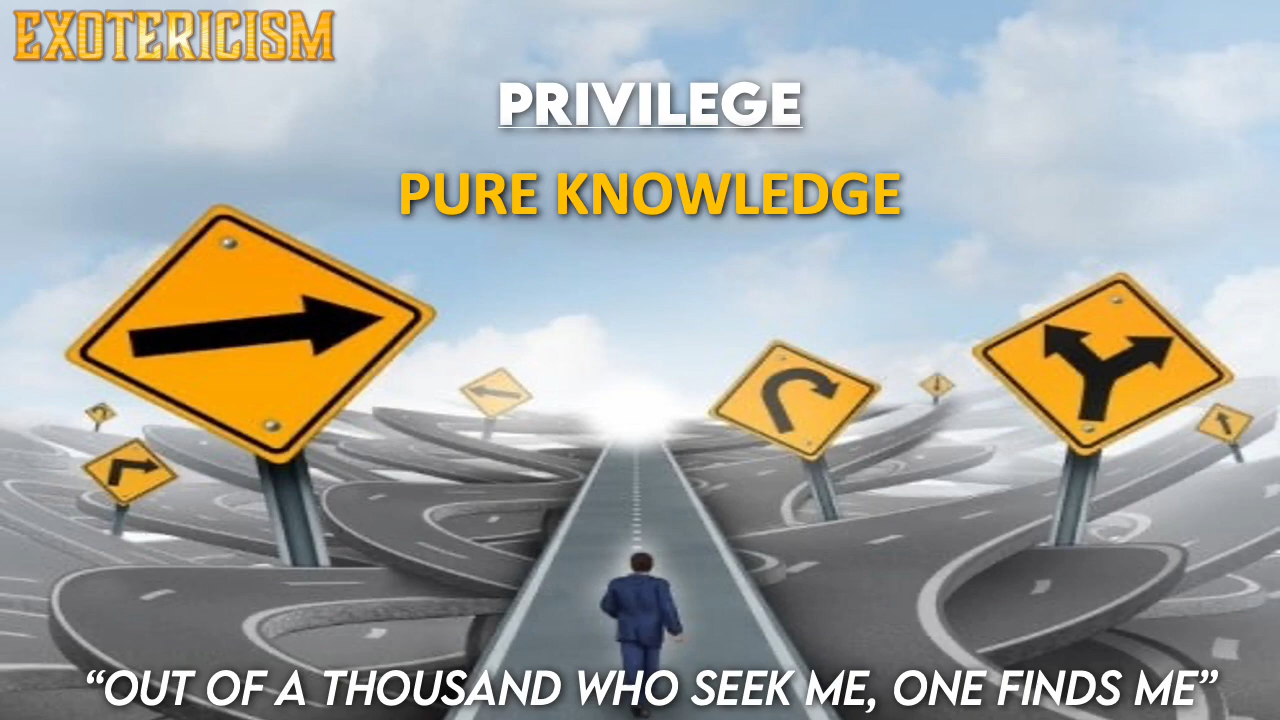 EXOTERICISM
PRIVILEGE
PURE KNOWLEDGE
“OUT OF A THOUSAND WHO SEEK ME, ONE FINDS ME”